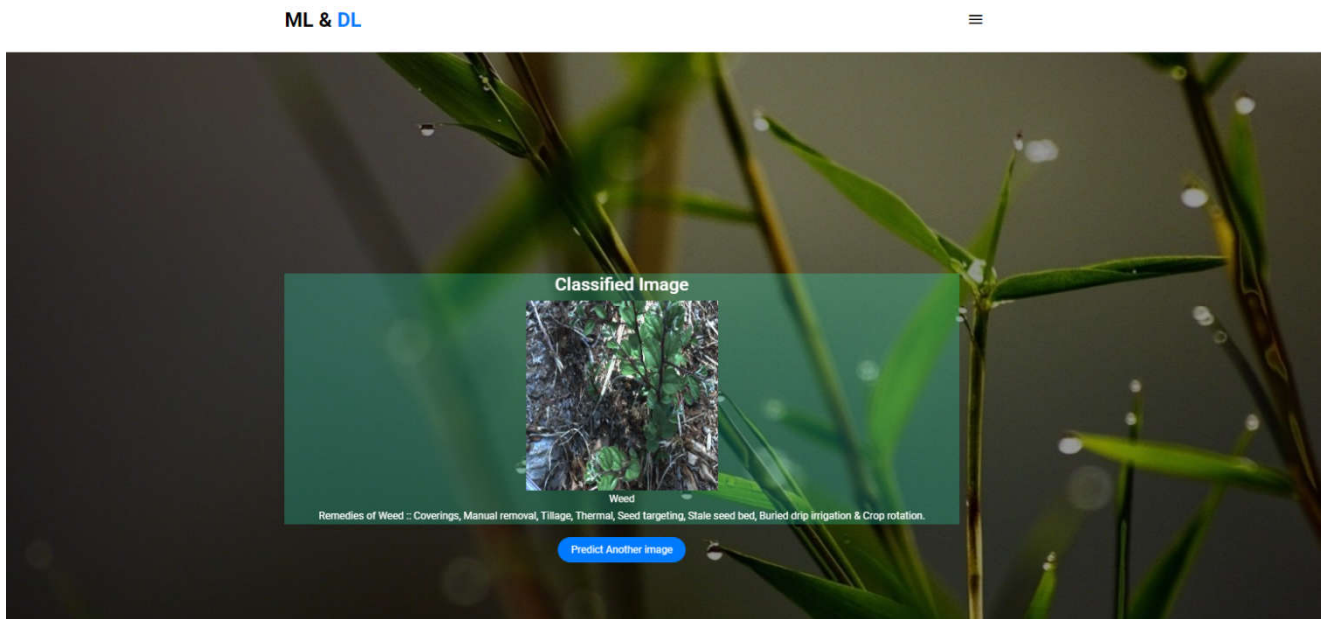 ML & DL
Classified Image
Weed
Remedies of Weed :: Coverings, Manual removal, Tillage, Thermal, Seed targeting, Stale seed bed, Buried drip irrigation & Crop rotation.
Predict Another image